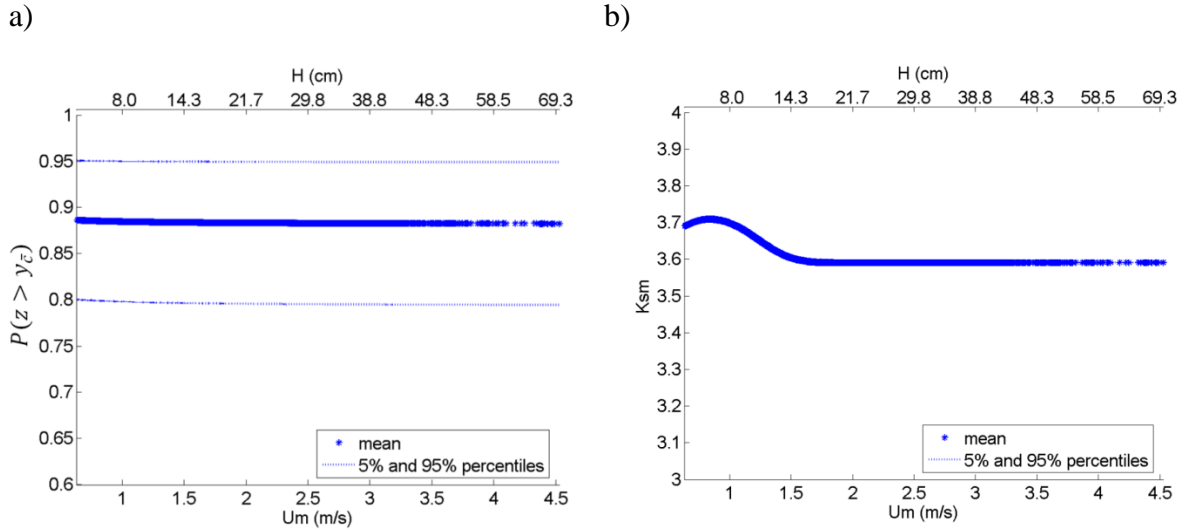 a)
H (cm)
8.0 14.3 21.7 29.8 38.8 48.3 58.5 69.3
1
0.95
0.9
0.85
0.8
0.75
0.7
0.65
0.6
P(z > y_c̄)
mean
5% and 95% percentiles
1 1.5 2 2.5 3 3.5 4 4.5
Um (m/s)
b)
H (cm)
8.0 14.3 21.7 29.8 38.8 48.3 58.5 69.3
4
3.9
3.8
3.7
3.6
3.5
3.4
3.3
3.2
3.1
3
Ksm
mean
5% and 95% percentiles
1 1.5 2 2.5 3 3.5 4 4.5
Um (m/s)